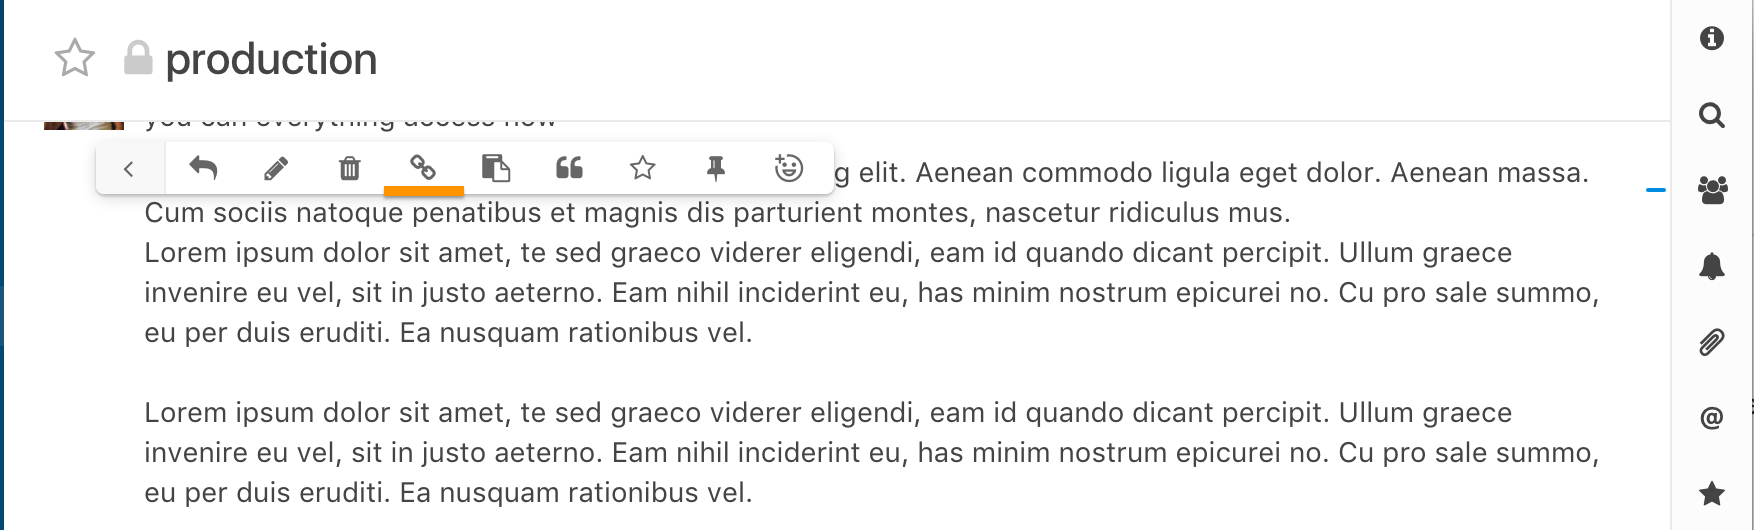 production
you can everything access now
g elit. Aenean commodo ligula eget dolor. Aenean massa.
Cum sociis natoque penatibus et magnis dis parturient montes, nascetur ridiculus mus.
Lorem ipsum dolor sit amet, te sed graeco viderer eligendi, eam id quando dicant percipit. Ullum graece
invenire eu vel, sit in justo aeterno. Eam nihil inciderint eu, has minim nostrum epicurei no. Cu pro sale summo,
eu per duis eruditi. Ea nusquam rationibus vel.
Lorem ipsum dolor sit amet, te sed graeco viderer eligendi, eam id quando dicant percipit. Ullum graece
invenire eu vel, sit in justo aeterno. Eam nihil inciderint eu, has minim nostrum epicurei no. Cu pro sale summo,
eu per duis eruditi. Ea nusquam rationibus vel.